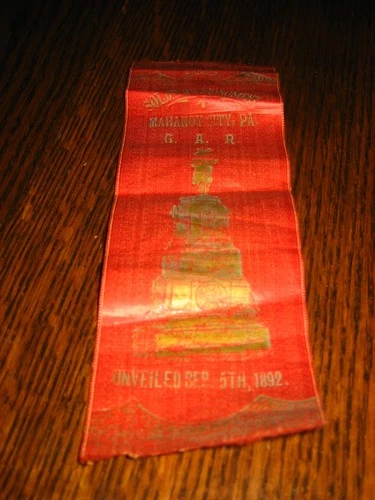 MAHANOY CITY, PA.
G. A. R.
UNVEILED SEP. 5TH, 1892.